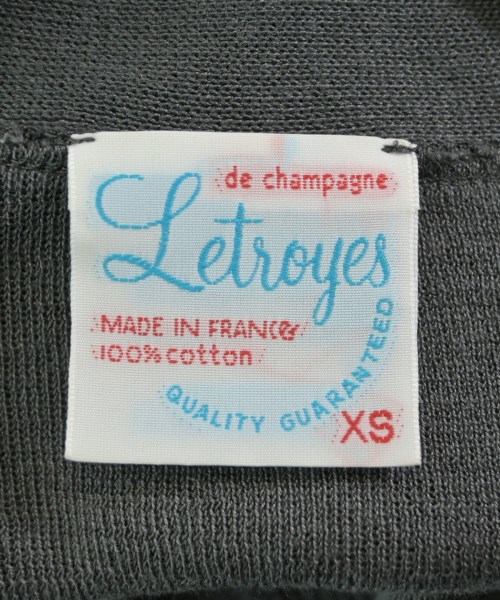 de champagne
Letroyes
MADE IN FRANCE
100% cotton
QUALITY GUARANTEED
XS